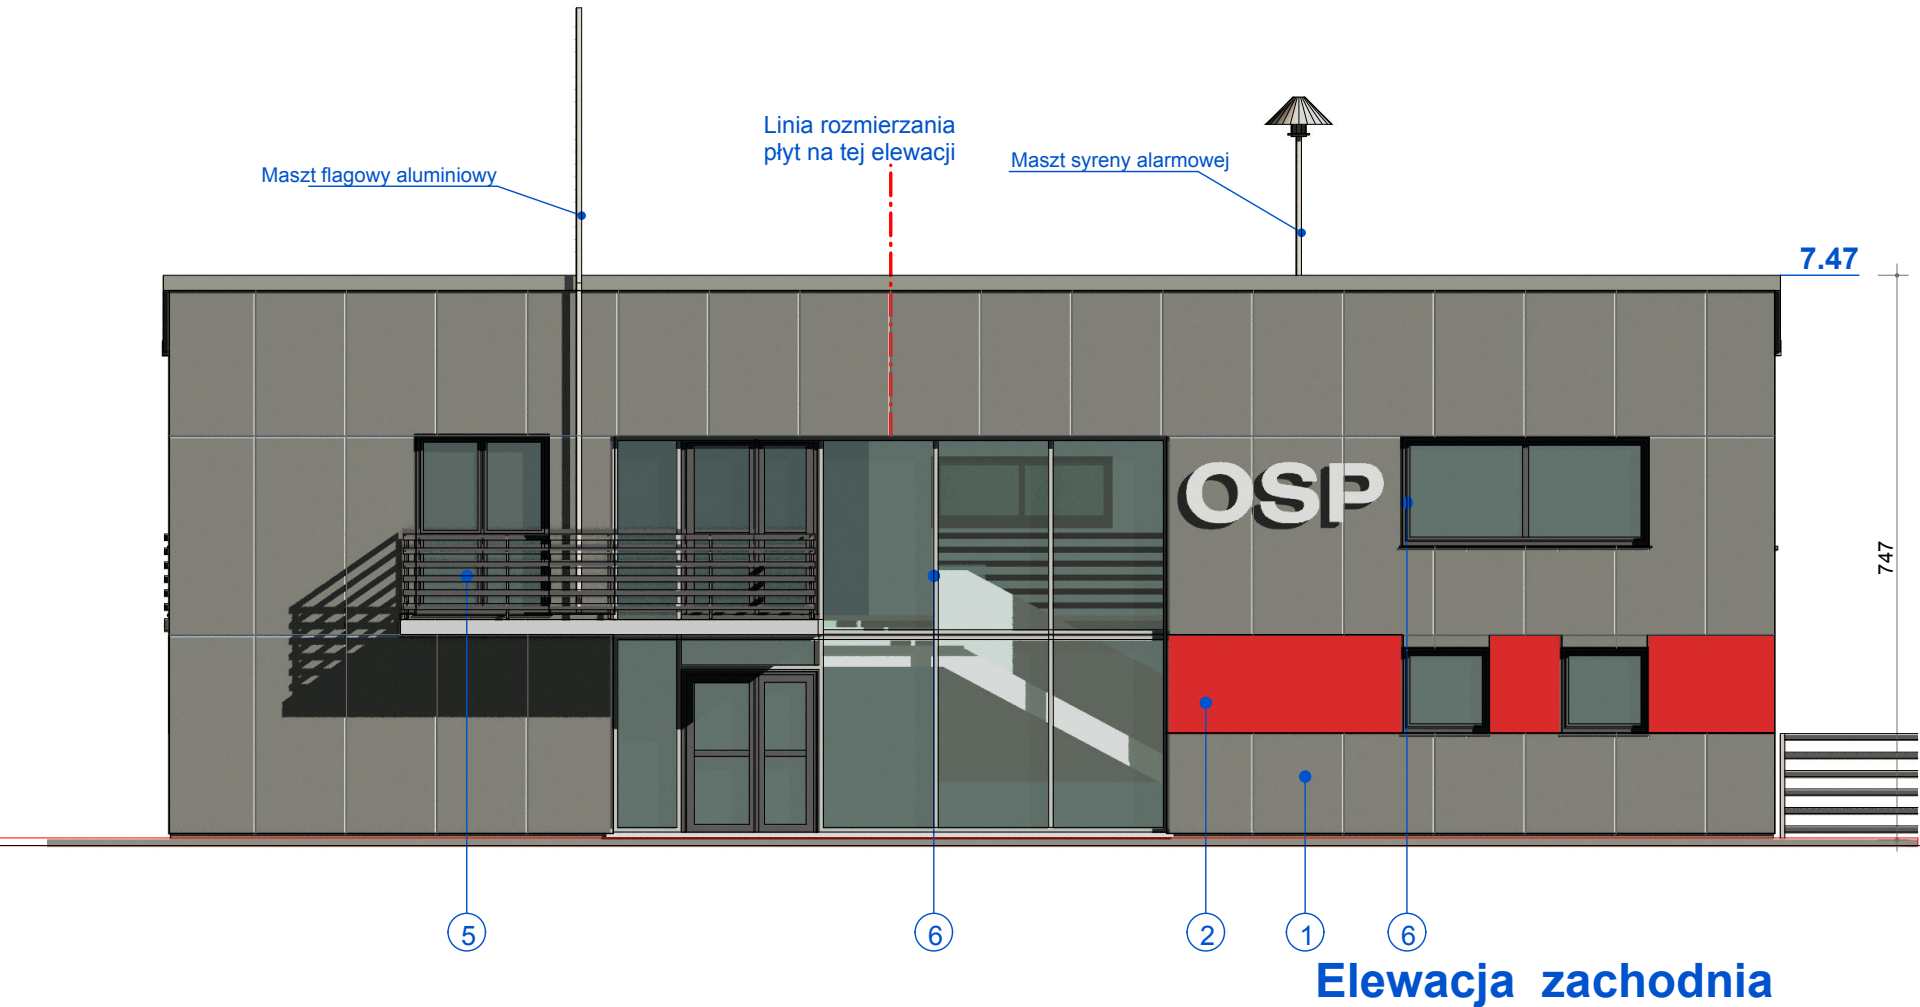 Linia rozmierzania
płyt na tej elewacji
Maszt flagowy aluminiowy
Maszt syreny alarmowej
7.47
OSP
747
5
6
2
1
6
Elewacja zachodnia